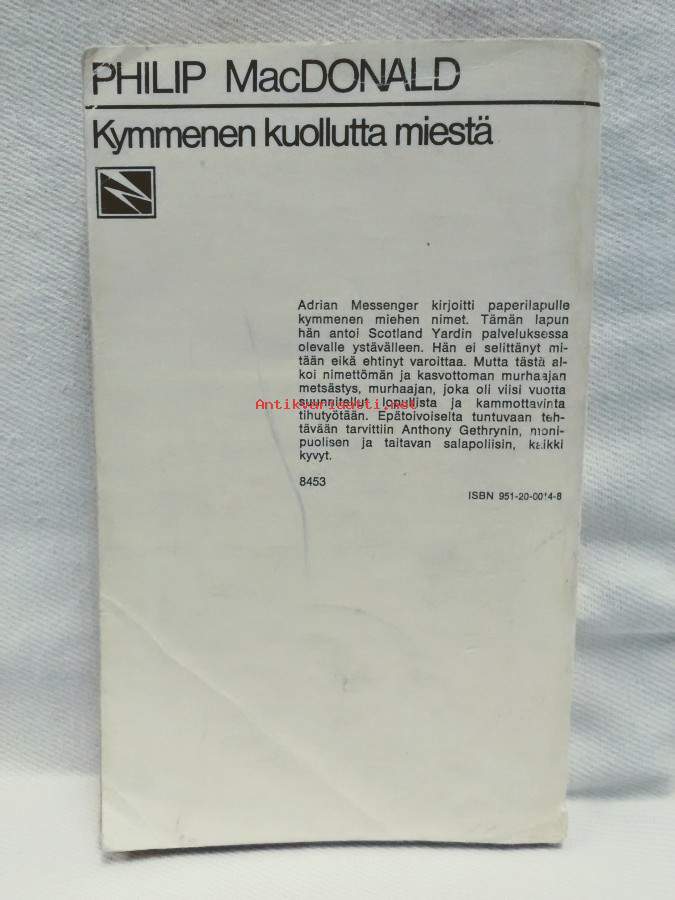 PHILIP MacDONALD
Kymmenen kuollutta miestä
Adrian Messenger kirjoitti paperilapulle
kymmenen miehen nimet. Tämän lapun
hän antoi Scotland Yardin palveluksessa
olevalle ystävälleen. Hän ei selittänyt mi-
tään eikä ehtinyt varoittaa. Mutta tästä al-
koi nimettömän ja kasvottoman murhaajan
metsästys, murhaajan, joka oli viisi vuotta
suunnitellut lopullista ja kammottavinta
Antikvariaatti.net
tihutyötään. Epätoivoiselta tuntuvaan teh-
tävään tarvittiin Anthony Gethrynin, moni-
puolisen ja taitavan salapoliisin, kaikki
kyvyt.
8453
ISBN 951-20-0014-8